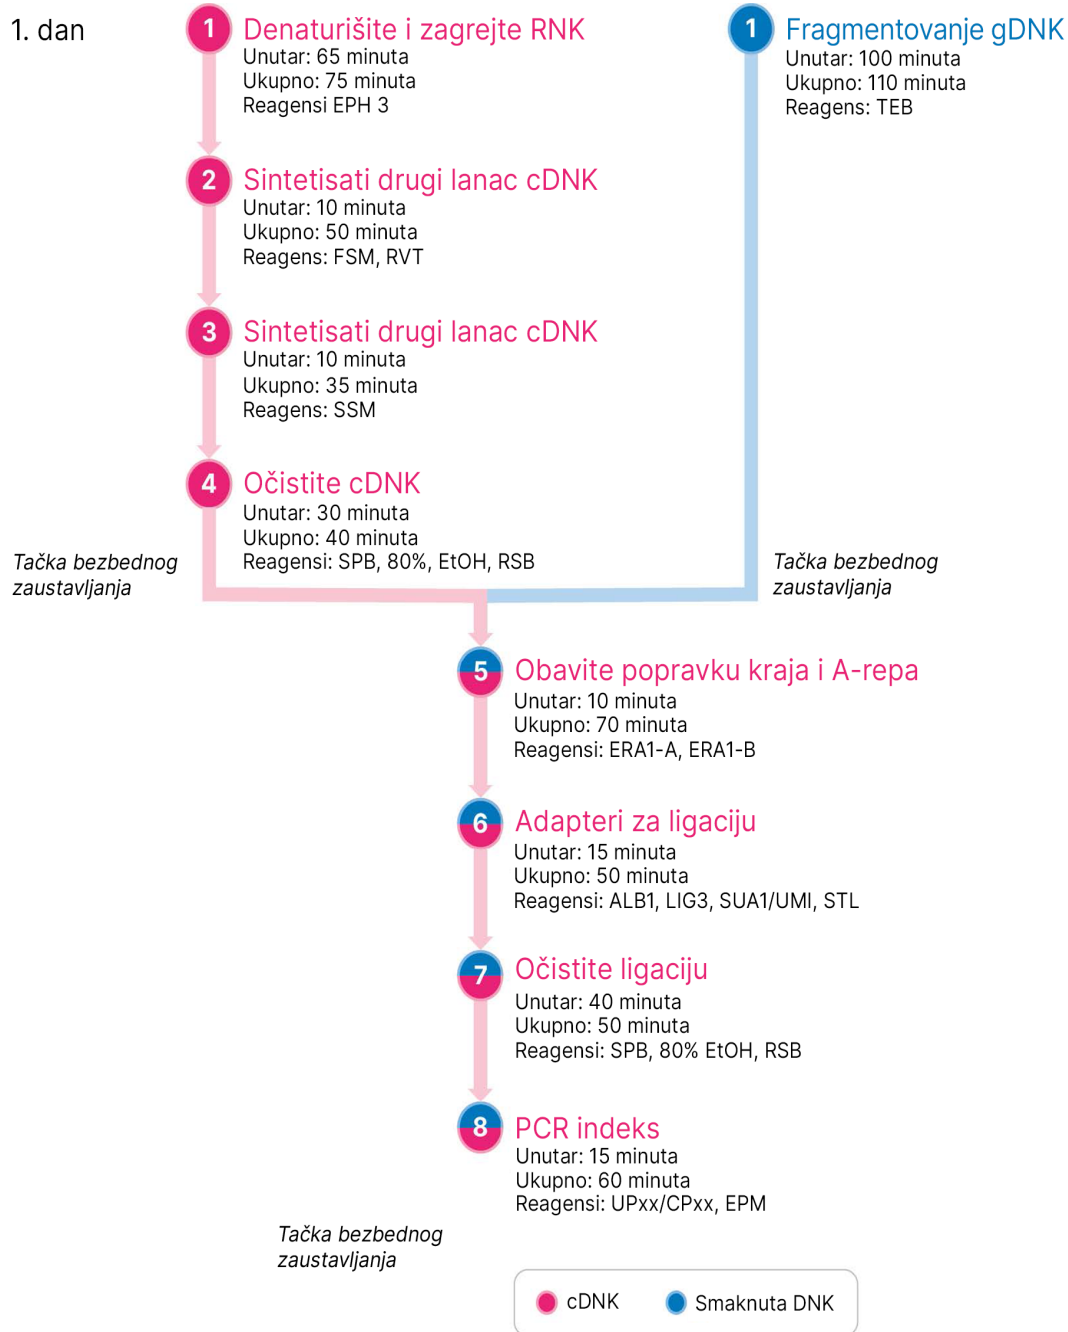 1. dan
1
Denaturišite i zagrejte RNK
Unutar: 65 minuta
Ukupno: 75 minuta
Reagensi EPH 3
1
Fragmentovanje gDNK
Unutar: 100 minuta
Ukupno: 110 minuta
Reagens: TEB
2
Sintetisati drugi lanac cDNK
Unutar: 10 minuta
Ukupno: 50 minuta
Reagens: FSM, RVT
3
Sintetisati drugi lanac cDNK
Unutar: 10 minuta
Ukupno: 35 minuta
Reagens: SSM
4
Očistite cDNK
Unutar: 30 minuta
Ukupno: 40 minuta
Reagensi: SPB, 80%, EtOH, RSB
Tačka bezbednog
zaustavljanja
Tačka bezbednog
zaustavljanja
5
Obavite popravku kraja i A-repa
Unutar: 10 minuta
Ukupno: 70 minuta
Reagensi: ERA1-A, ERA1-B
6
Adapteri za ligaciju
Unutar: 15 minuta
Ukupno: 50 minuta
Reagensi: ALB1, LIG3, SUA1/UMI, STL
7
Očistite ligaciju
Unutar: 40 minuta
Ukupno: 50 minuta
Reagensi: SPB, 80% EtOH, RSB
8
PCR indeks
Unutar: 15 minuta
Ukupno: 60 minuta
Reagensi: UPxx/CPxx, EPM
Tačka bezbednog
zaustavljanja
cDNK
Smaknuta DNK